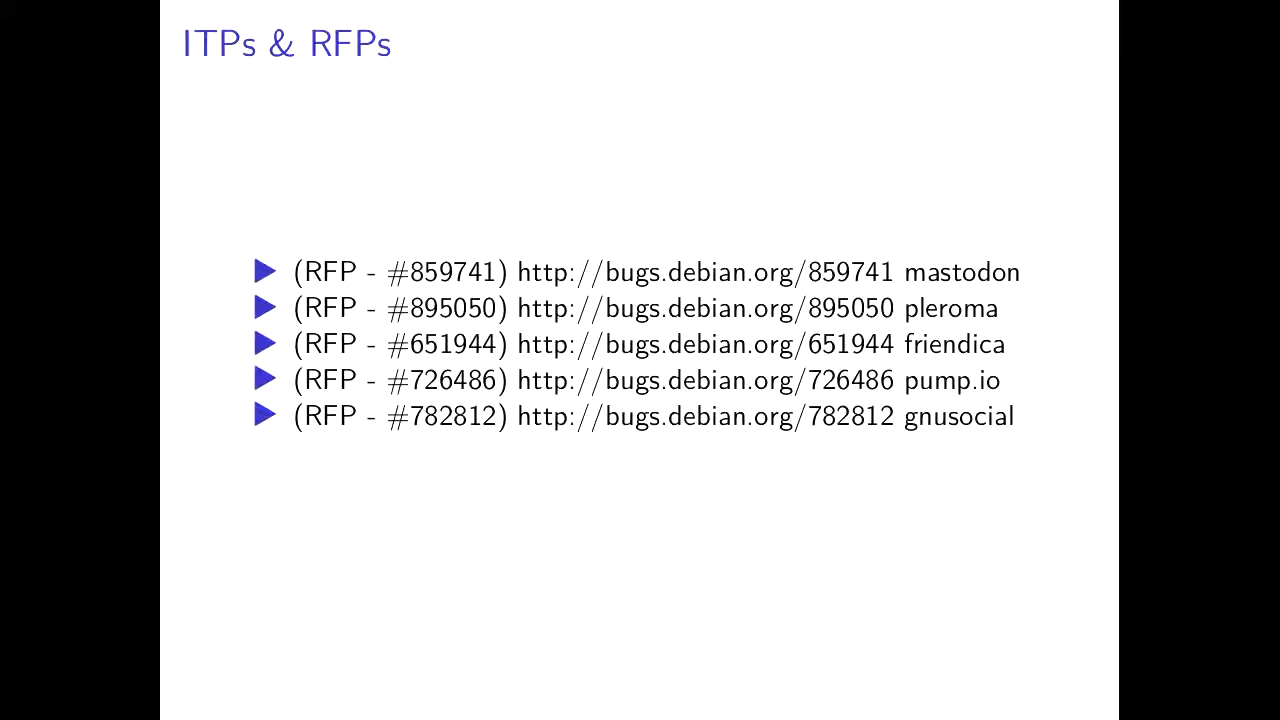 ITPs & RFPs
(RFP - #859741) http://bugs.debian.org/859741 mastodon
(RFP - #895050) http://bugs.debian.org/895050 pleroma
(RFP - #651944) http://bugs.debian.org/651944 friendica
(RFP - #726486) http://bugs.debian.org/726486 pump.io
(RFP - #782812) http://bugs.debian.org/782812 gnusocial